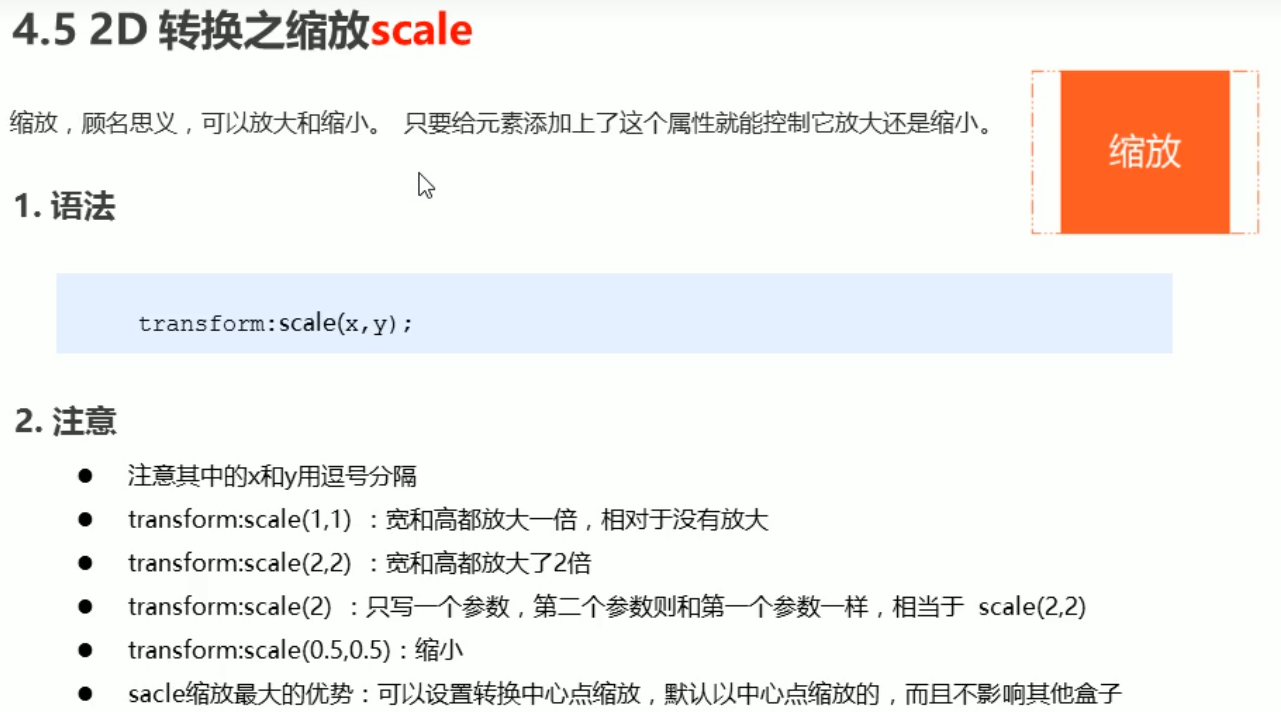 4.5 2D 转换之缩放scale
缩放，顾名思义，可以放大和缩小。 只要给元素添加上了这个属性就能控制它放大还是缩小。
缩放
1. 语法
transform:scale(x,y);
2. 注意
● 注意其中的x和y用逗号分隔
● transform:scale(1,1) ：宽和高都放大一倍，相对于没有放大
● transform:scale(2,2) ：宽和高都放大了2倍
● transform:scale(2) ：只写一个参数，第二个参数则和第一个参数一样，相当于 scale(2,2)
● transform:scale(0.5,0.5)：缩小
● sacle缩放最大的优势：可以设置转换中心点缩放，默认以中心点缩放的，而且不影响其他盒子